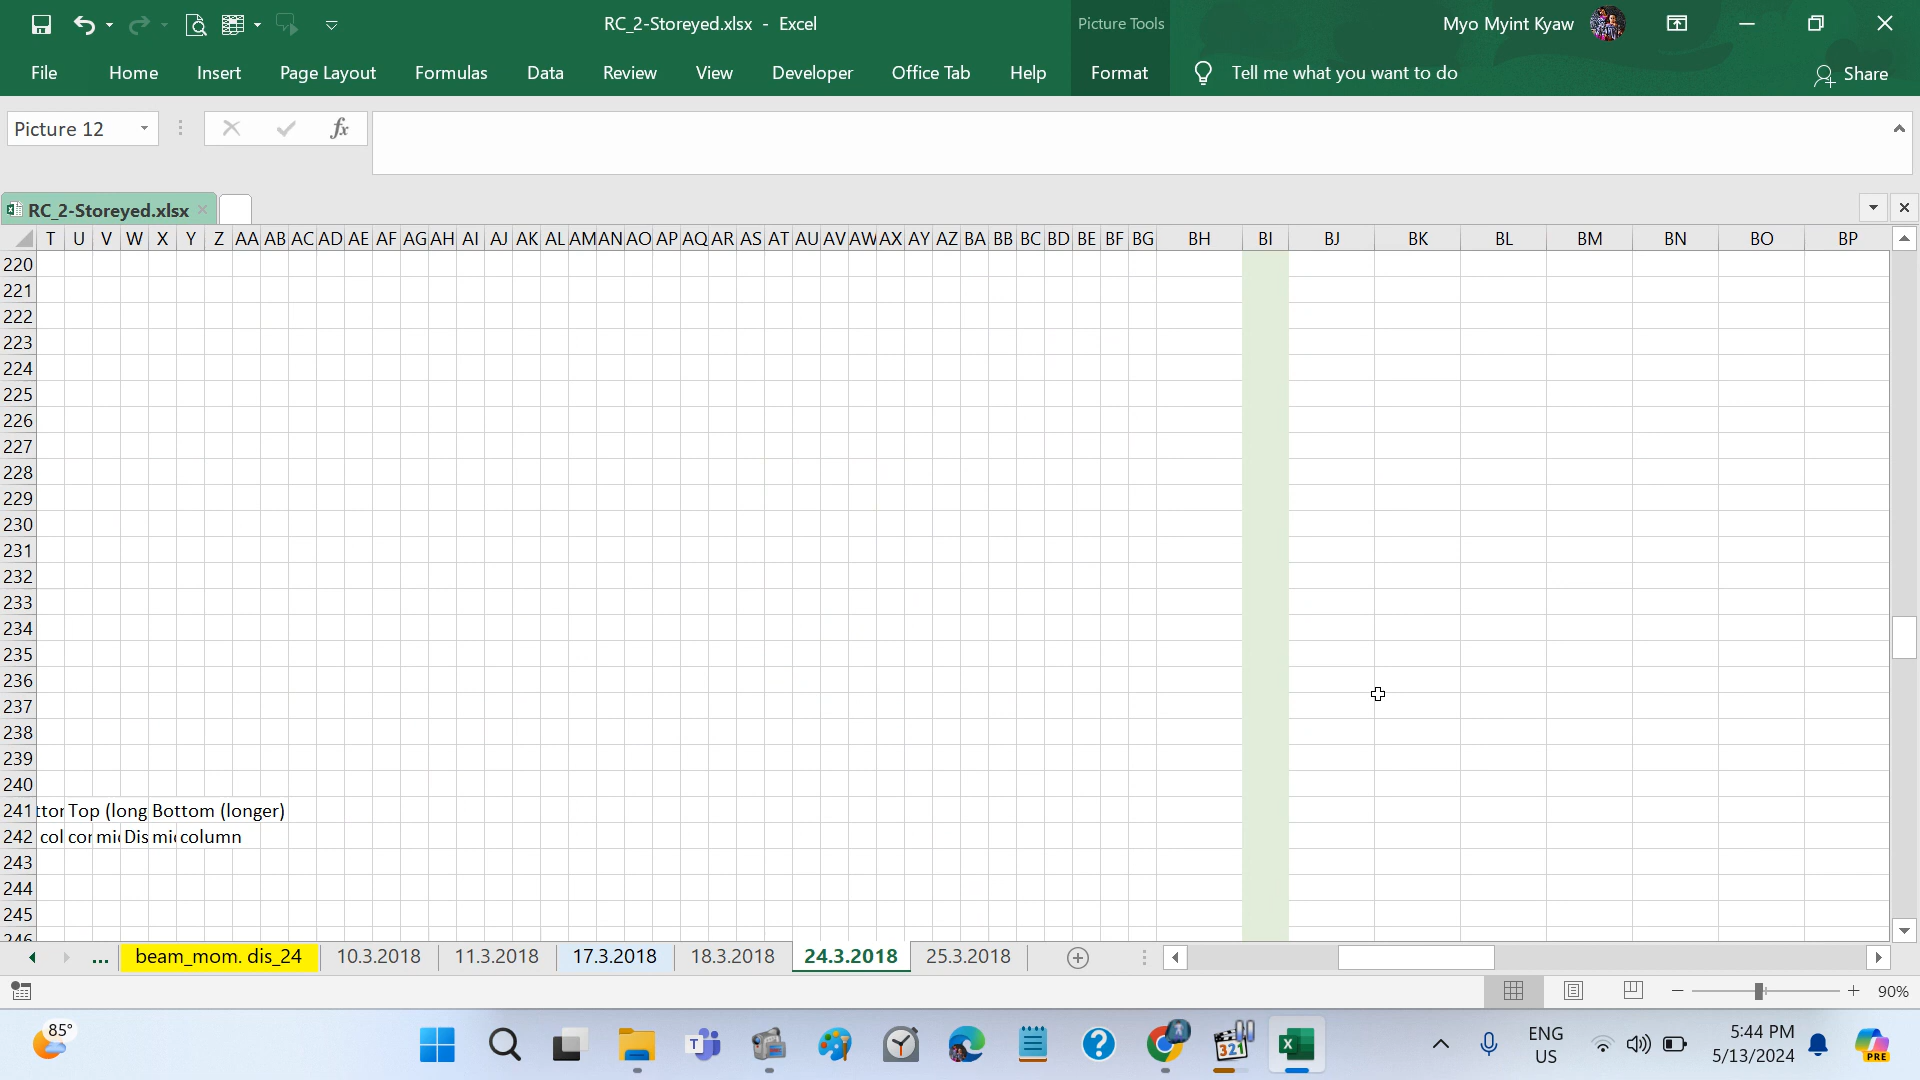 RC_2-Storeyed.xlsx - Excel
Picture Tools
Myo Myint Kyaw
File Home Insert Page Layout Formulas Data Review View Developer Office Tab Help Format Tell me what you want to do Share
Picture 12 fx
RC_2-Storeyed.xlsx
T U V W X Y Z AA AB AC AD AE AF AG AH AI AJ AK AL AM AN AO AP AQ AR AS AT AU AV AW AX AY AZ BA BB BC BD BE BF BG BH BI BJ BK BL BM BN BO BP
220
221
222
223
224
225
226
227
228
229
230
231
232
233
234
235
236
237
238
239
240
241 ttor Top (long Bottom (longer)
242 col cor mic Dis mic column
243
244
245
246
... beam_mom. dis_24 10.3.2018 11.3.2018 17.3.2018 18.3.2018 24.3.2018 25.3.2018
90%
85°
321
ENG
US
5:44 PM
5/13/2024
PRE